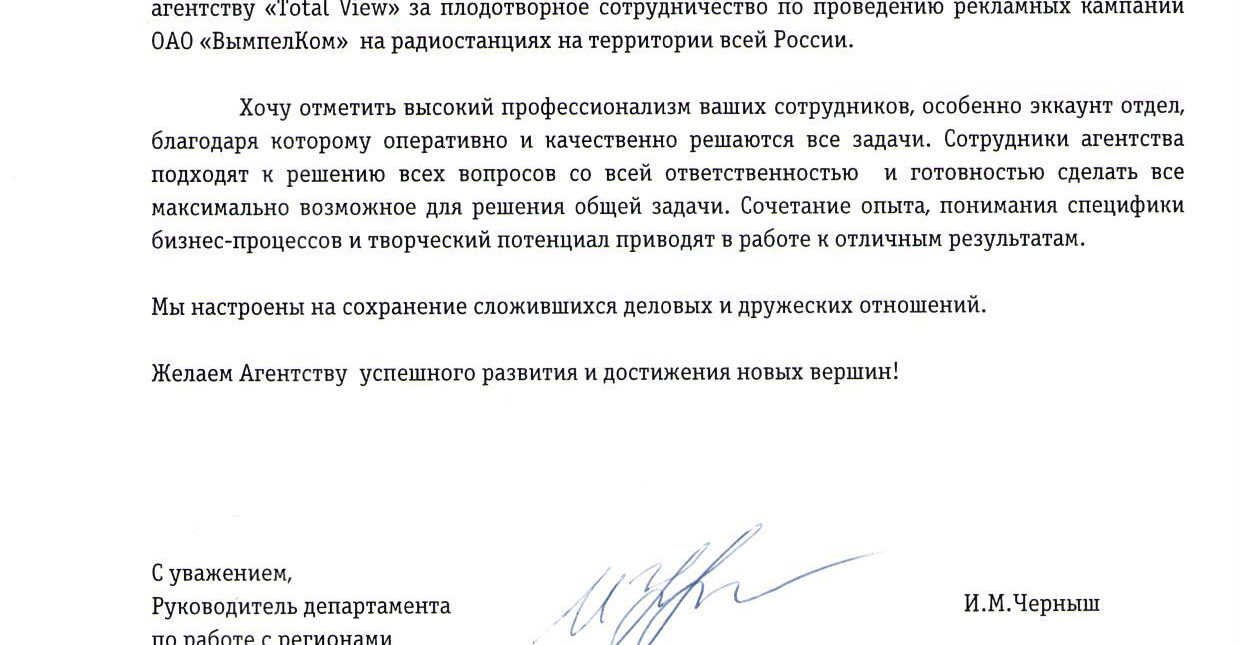 агентству «Total View» за плодотворное сотрудничество по проведению рекламных кампаний
ОАО «ВымпелКом» на радиостанциях на территории всей России.
Хочу отметить высокий профессионализм ваших сотрудников, особенно эккаунт отдел,
благодаря которому оперативно и качественно решаются все задачи. Сотрудники агентства
подходят к решению всех вопросов со всей ответственностью и готовностью сделать все
максимально возможное для решения общей задачи. Сочетание опыта, понимания специфики
бизнес-процессов и творческий потенциал приводят в работе к отличным результатам.
Мы настроены на сохранение сложившихся деловых и дружеских отношений.
Желаем Агентству успешного развития и достижения новых вершин!
С уважением,
Руководитель департамента
И.М.Черныш
по работе с регионами